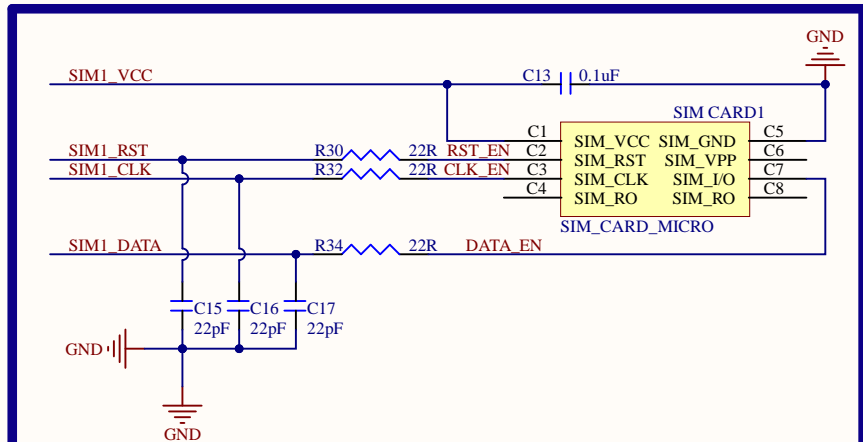 GND
SIM1_VCC
C13 0.1uF
SIM CARD1
C1 SIM_VCC SIM_GND C5
SIM1_RST R30 22R RST_EN C2 SIM_RST SIM_VPP C6
SIM1_CLK R32 22R CLK_EN C3 SIM_CLK SIM_I/O C7
C4 SIM_RO SIM_RO C8
SIM_CARD_MICRO
SIM1_DATA R34 22R DATA_EN
C15 C16 C17
22pF 22pF 22pF
GND
GND